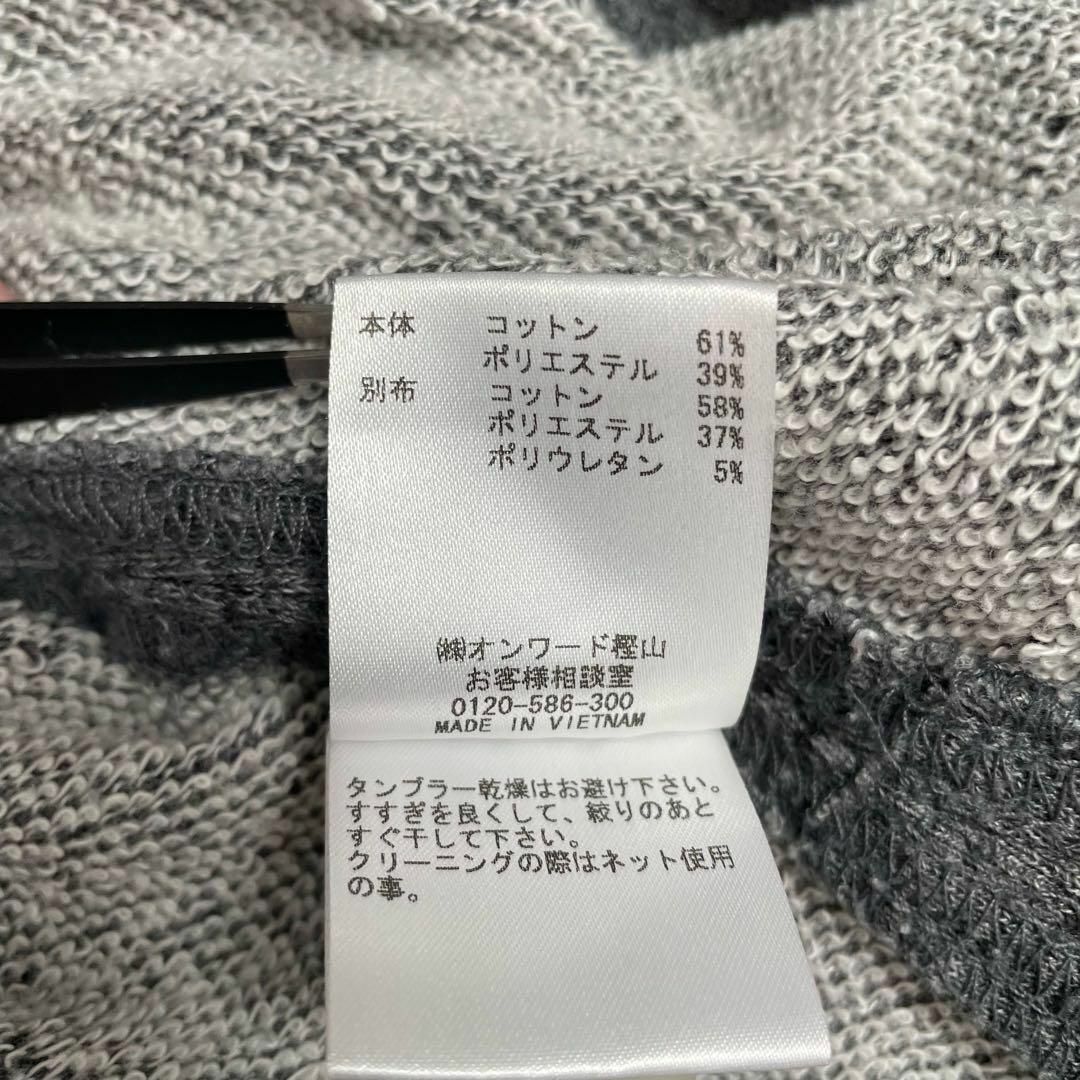 本体 コットン 61%
ポリエステル 39%
別布 コットン 58%
ポリエステル 37%
ポリウレタン 5%
㈱オンワード樫山
お客様相談室
0120-586-300
MADE IN VIETNAM
タンブラー乾燥はお避け下さい。
すすぎを良くして、絞りのあと
すぐ干して下さい。
クリーニングの際はネット使用
の事。